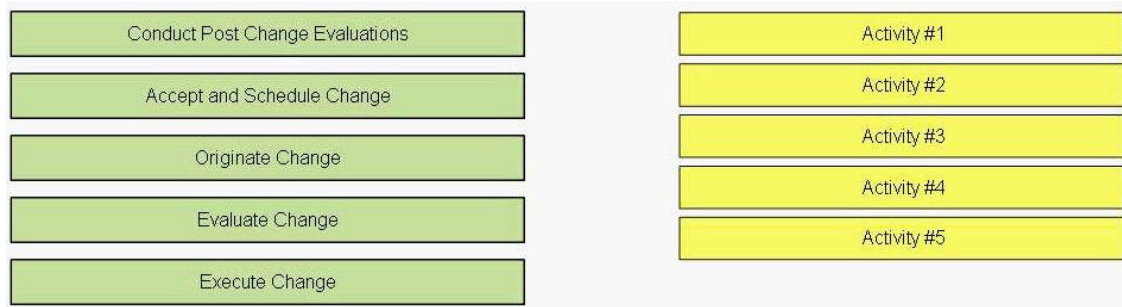 Conduct Post Change Evaluations
Accept and Schedule Change
Originate Change
Evaluate Change
Execute Change
Activity #1
Activity #2
Activity #3
Activity #4
Activity #5